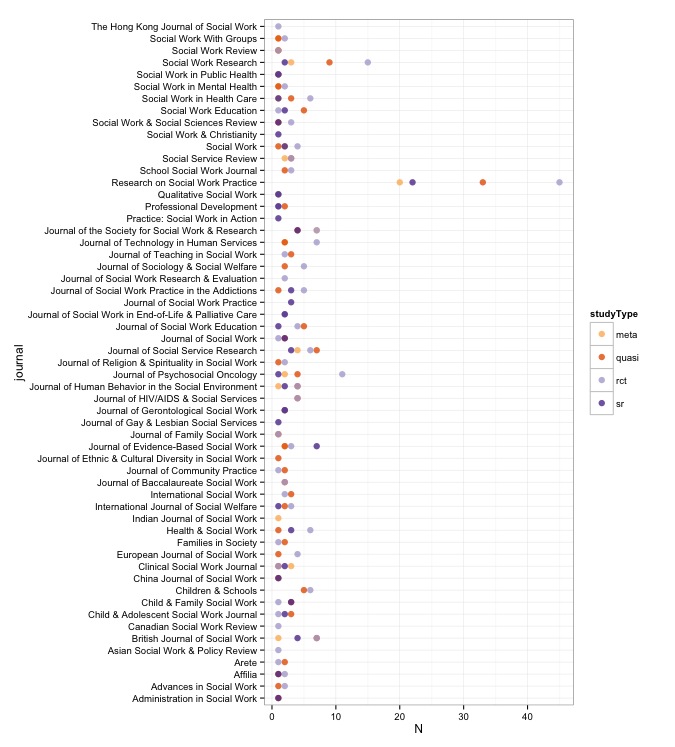 The Hong Kong Journal of Social Work
Social Work With Groups
Social Work Review
Social Work Research
Social Work in Public Health
Social Work in Mental Health
Social Work in Health Care
Social Work Education
Social Work & Social Sciences Review
Social Work & Christianity
Social Work
Social Service Review
School Social Work Journal
Research on Social Work Practice
Qualitative Social Work
Professional Development
Practice: Social Work in Action
Journal of the Society for Social Work & Research
Journal of Technology in Human Services
Journal of Teaching in Social Work
Journal of Sociology & Social Welfare
Journal of Social Work Research & Evaluation
Journal of Social Work Practice in the Addictions
Journal of Social Work Practice
Journal of Social Work in End-of-Life & Palliative Care
Journal of Social Work Education
Journal of Social Work
Journal of Social Service Research
Journal of Religion & Spirituality in Social Work
Journal of Psychosocial Oncology
Journal of Human Behavior in the Social Environment
Journal of HIV/AIDS & Social Services
Journal of Gerontological Social Work
Journal of Gay & Lesbian Social Services
Journal of Family Social Work
Journal of Evidence-Based Social Work
Journal of Ethnic & Cultural Diversity in Social Work
Journal of Community Practice
Journal of Baccalaureate Social Work
International Social Work
International Journal of Social Welfare
Indian Journal of Social Work
Health & Social Work
Families in Society
European Journal of Social Work
Clinical Social Work Journal
China Journal of Social Work
Children & Schools
Child & Family Social Work
Child & Adolescent Social Work Journal
Canadian Social Work Review
British Journal of Social Work
Asian Social Work & Policy Review
Arete
Affilia
Advances in Social Work
Administration in Social Work
journal
0 10 20 30 40
N
studyType
meta
quasi
rct
sr